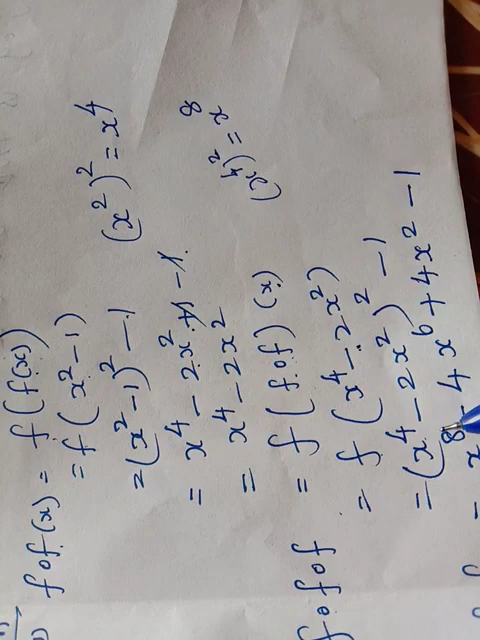 fof(x) = f(f(x))
= f(x² - 1)
= (x² - 1)² - 1
(x²)² = x⁴
= x⁴ - 2x² + 1 - 1.
= x⁴ - 2x²
(x⁴)² = x⁸
fofof = f(fof)(x)
= f(x⁴ - 2x²)
= (x⁴ - 2x²)² - 1
= x⁸ - 4x⁶ + 4x² - 1